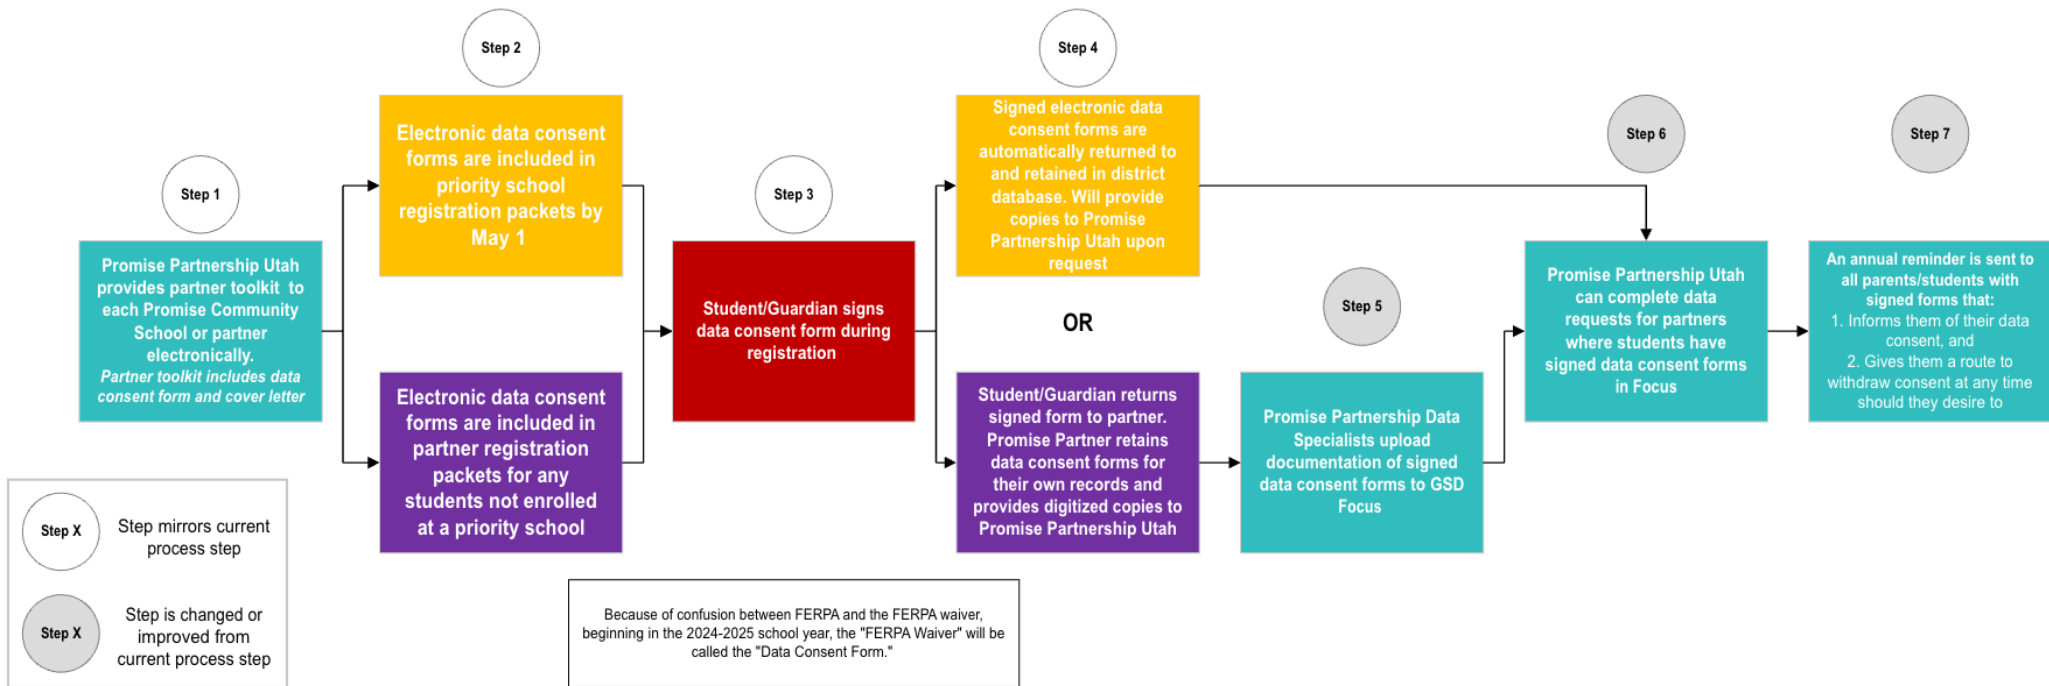 Step 1
Promise Partnership Utah
provides partner toolkit to
each Promise Community
School or partner
electronically.
Partner toolkit includes data
consent form and cover letter
Step 2
Electronic data consent
forms are included in
priority school
registration packets by
May 1
Electronic data consent
forms are included in
partner registration
packets for any
students not enrolled
at a priority school
Step 3
Student/Guardian signs
data consent form during
registration
Step 4
Signed electronic data
consent forms are
automatically returned to
and retained in district
database. Will provide
copies to Promise
Partnership Utah upon
request
OR
Student/Guardian returns
signed form to partner.
Promise Partner retains
data consent forms for
their own records and
provides digitized copies to
Promise Partnership Utah
Step 5
Promise Partnership Data
Specialists upload
documentation of signed
data consent forms to GSD
Focus
Step 6
Promise Partnership Utah
can complete data
requests for partners
where students have
signed data consent forms
in Focus
Step 7
An annual reminder is sent to
all parents/students with
signed forms that:
1. Informs them of their data
consent, and
2. Gives them a route to
withdraw consent at any time
should they desire to
Step X
Step mirrors current
process step
Step X
Step is changed or
improved from
current process step
Because of confusion between FERPA and the FERPA waiver,
beginning in the 2024-2025 school year, the "FERPA Waiver" will be
called the "Data Consent Form."